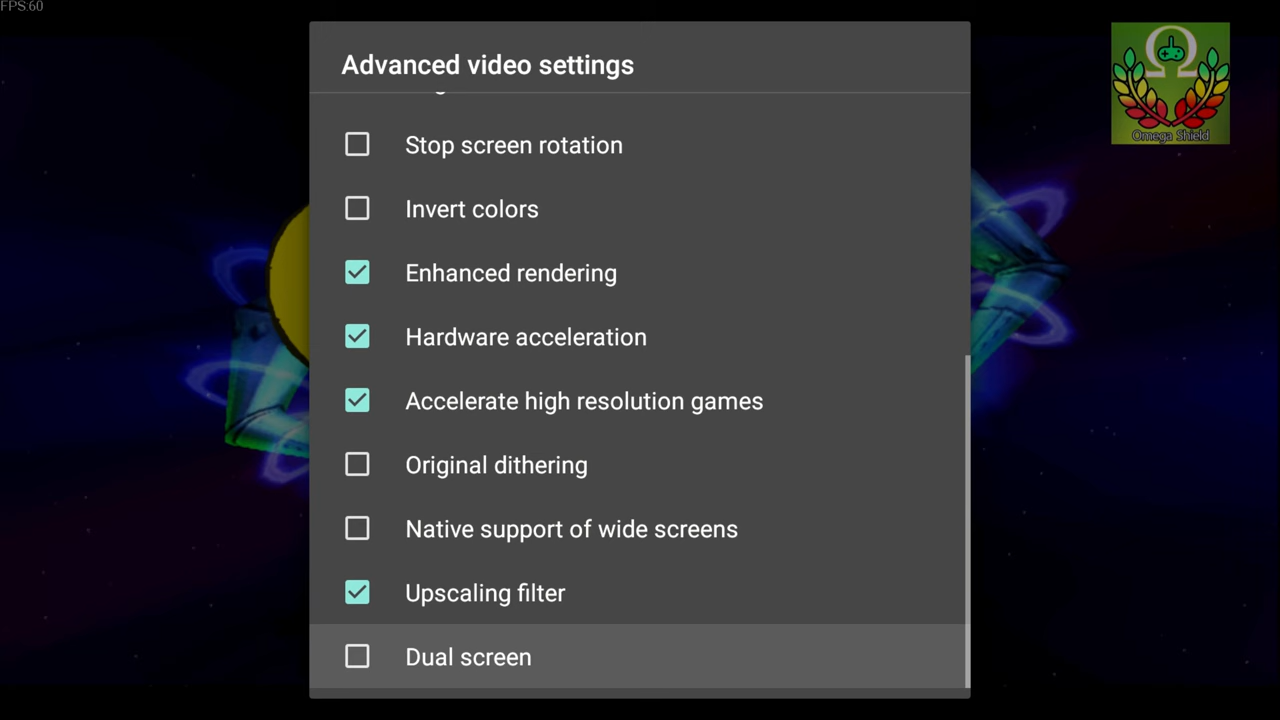 FPS:60
Advanced video settings
Stop screen rotation
Invert colors
Enhanced rendering
Hardware acceleration
Accelerate high resolution games
Original dithering
Native support of wide screens
Upscaling filter
Dual screen
Ω
Omega Shield